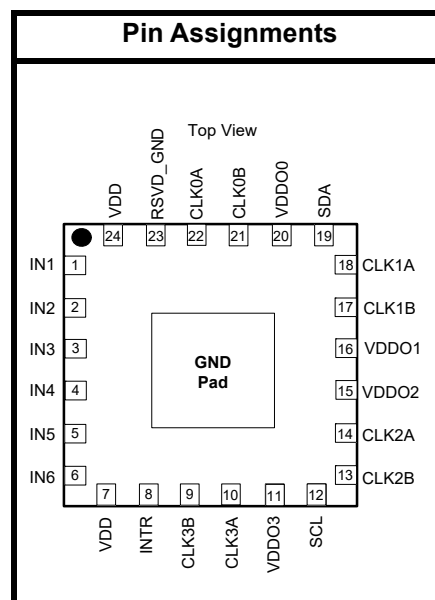 Pin Assignments
Top View
VDD
RSVD_GND
CLK0A
CLK0B
VDDO0
SDA
24
23
22
21
20
19
IN1
1
18
CLK1A
IN2
2
17
CLK1B
IN3
3
16
VDDO1
GND
Pad
IN4
4
15
VDDO2
IN5
5
14
CLK2A
IN6
6
13
CLK2B
7
8
9
10
11
12
VDD
INTR
CLK3B
CLK3A
VDDO3
SCL